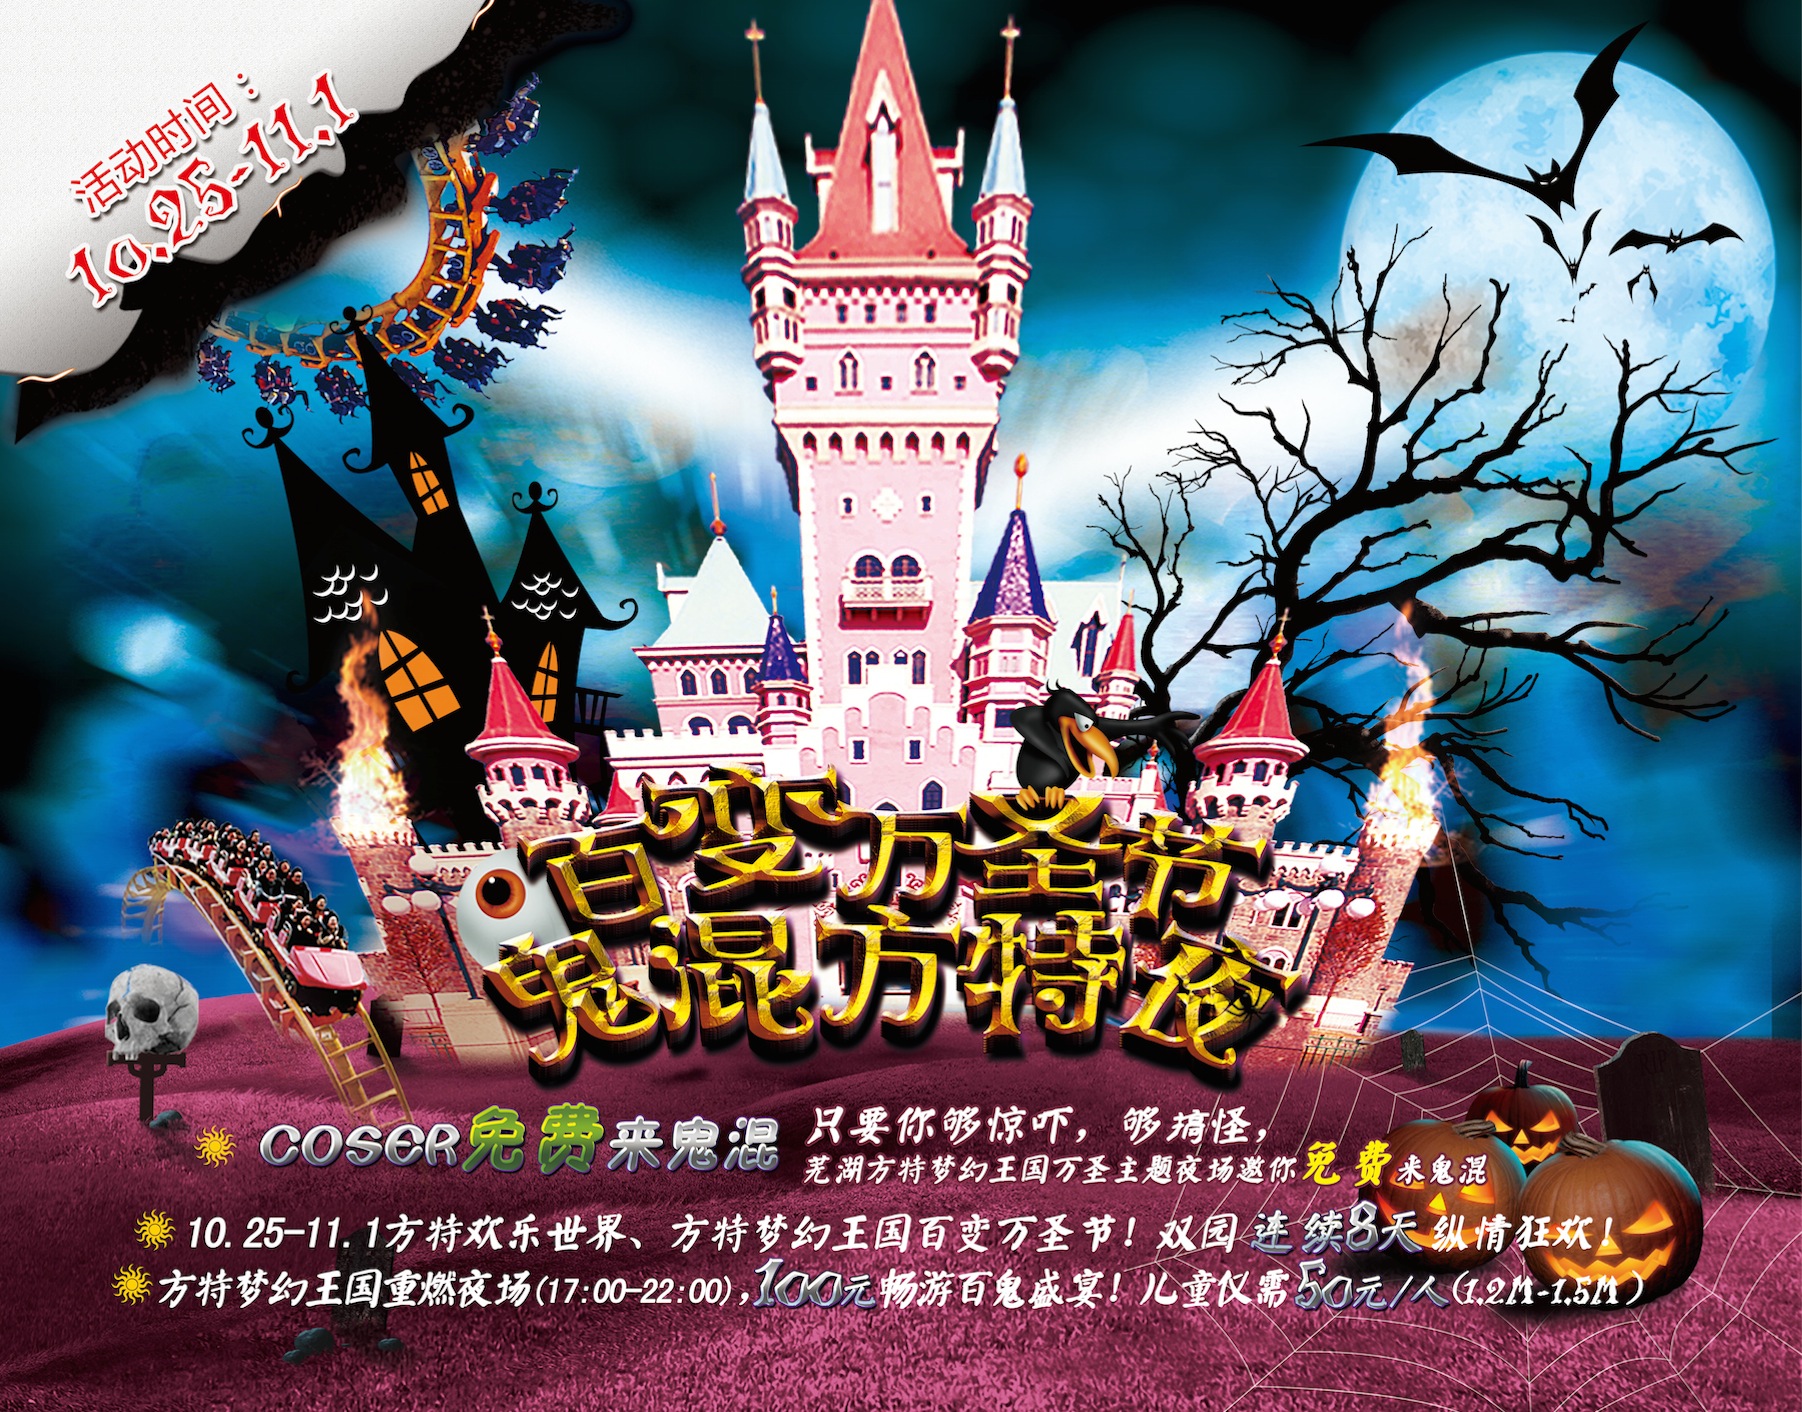 活动时间：
10.25-11.1
百变万圣节
鬼混方特夜
COSER免费来鬼混
只要你够惊吓，够搞怪，
芜湖方特梦幻王国万圣主题夜场邀你免费来鬼混
10.25-11.1方特欢乐世界、方特梦幻王国百变万圣节！双园连续8天纵情狂欢！
方特梦幻王国重燃夜场(17:00-22:00)，100元畅游百鬼盛宴！儿童仅需50元/人(1.2M-1.5M)
RIP